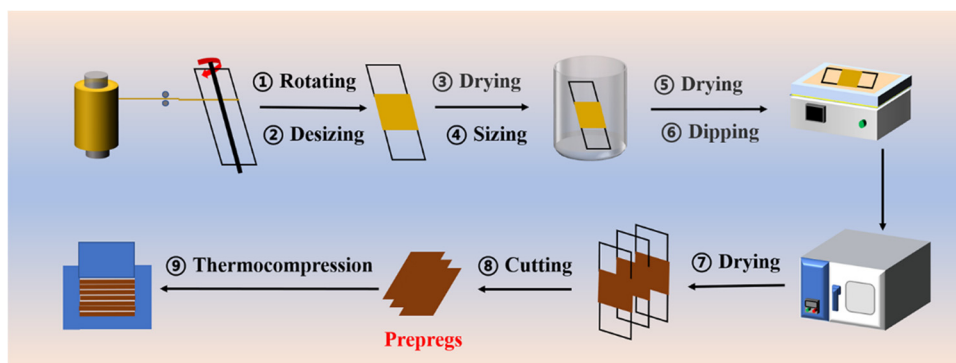 ① Rotating
② Desizing
③ Drying
④ Sizing
⑤ Drying
⑥ Dipping
⑦ Drying
⑧ Cutting
⑨ Thermocompression
Prepregs